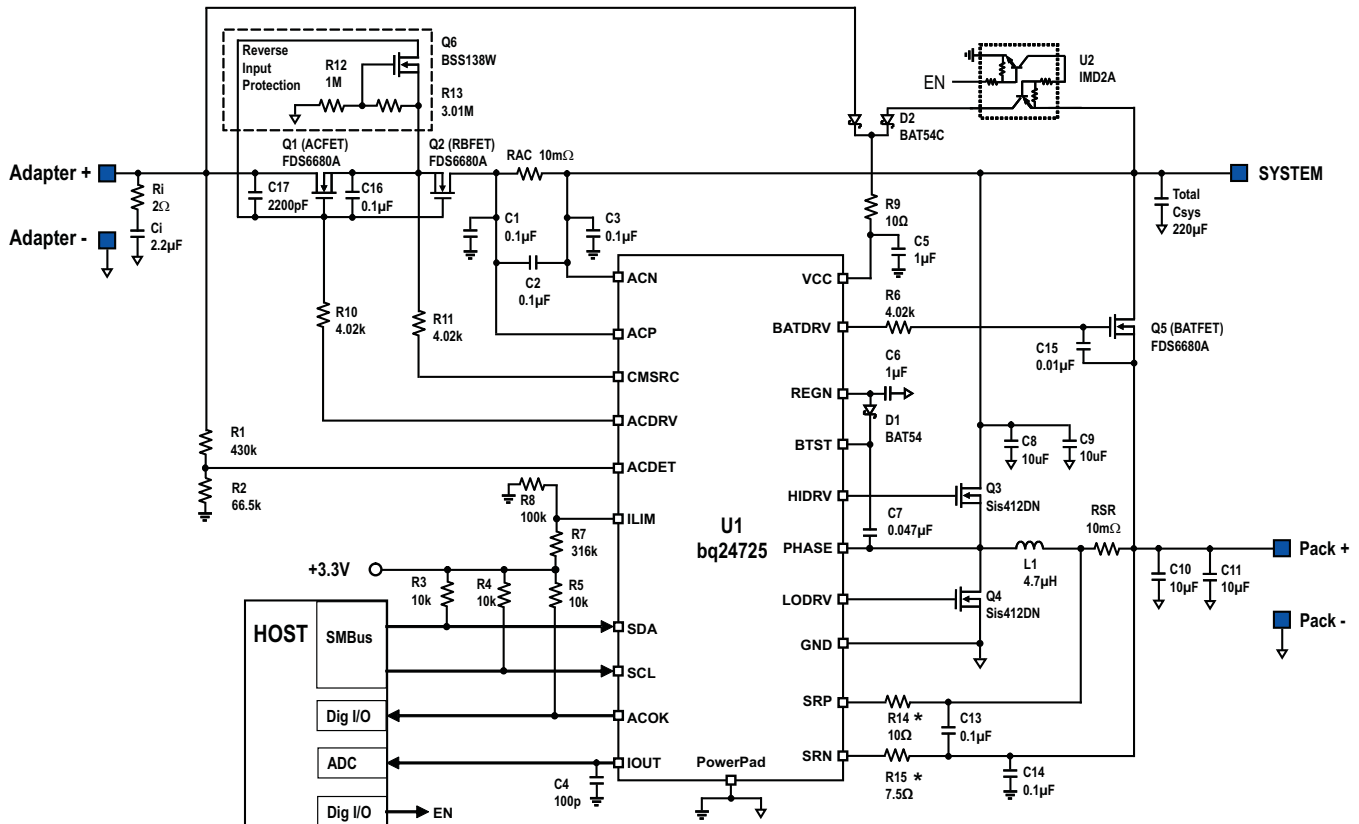 Reverse
Input
Protection
Q6
BSS138W
R12
1M
R13
3.01M
U2
IMD2A
EN
D2
BAT54C
Q1 (ACFET)
FDS6680A
Q2 (RBFET)
FDS6680A
RAC 10mΩ
Adapter +
SYSTEM
Ri
2Ω
C17
2200pF
C16
0.1µF
Total
Csys
220µF
Adapter -
Ci
2.2µF
C1
0.1µF
C3
0.1µF
R9
10Ω
C5
1µF
C2
0.1µF
ACN
VCC
R10
4.02k
R11
4.02k
ACP
BATDRV
R6
4.02k
Q5 (BATFET)
FDS6680A
C15
0.01µF
C6
1µF
CMSRC
REGN
D1
BAT54
ACDRV
BTST
R1
430k
C8
10uF
C9
10uF
ACDET
R2
66.5k
HIDRV
Q3
Sis412DN
R8
100k
ILIM
U1
bq24725
C7
0.047µF
RSR
10mΩ
R7
316k
PHASE
Pack +
L1
4.7µH
C10
10µF
C11
10µF
+3.3V
R3
10k
R4
10k
R5
10k
LODRV
Q4
Sis412DN
HOST
SMBus
SDA
GND
Pack -
SCL
SRP
R14 *
10Ω
C13
0.1µF
Dig I/O
ACOK
ADC
IOUT
PowerPad
SRN
R15 *
7.5Ω
C14
0.1µF
C4
100p
Dig I/O
EN